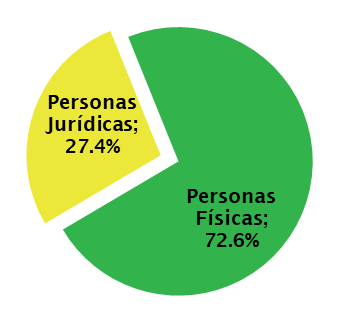 Personas
Jurídicas;
27.4%
Personas
Físicas;
72.6%